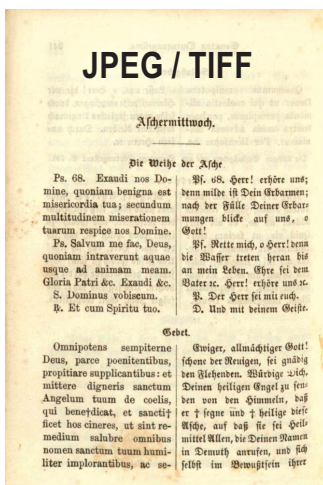 JPEG / TIFF
Aschermittwoch.
Die Weihe der Asche.
Ps. 68. Exaudi nos Do-
mine, quoniam benigna est
misericordia tua; secundum
multitudinem miserationem
tuarum respice nos Domine.
Ps. Salvum me fac, Deus,
quoniam intraverunt aquae
usque ad animam meam.
Gloria Patri &c. Exaudi &c.
S. Dominus vobiscum.
℟. Et cum Spiritu tuo.
Ps. 68. Herr! erhöre uns;
denn milde ist Dein Erbarmen;
nach der Fülle Deiner Erbar-
mungen blicke auf uns, o
Gott!
Ps. Rette mich, o Herr! denn
die Wasser treten heran bis
an mein Leben. Ehre sei dem
Vater ꝛc. Herr! erhöre uns ꝛc.
P. Der Herr sei mit euch.
D. Und mit deinem Geiste.
Gebet.
Omnipotens sempiterne
Deus, parce poenitentibus,
propitiare supplicantibus: et
mittere digneris sanctum
Angelum tuum de coelis,
qui bene†dicat, et sancti†
ficet hos cineres, ut sint re-
medium salubre omnibus
nomen sanctum tuum humi-
liter implorantibus, ac se-
Ewiger, allmächtiger Gott!
schone der Reuigen, sei gnädig
den Flehenden. Würdige Dich,
Deinen heiligen Engel zu sen-
den von den Himmeln, daß
er † segne und † heilige diese
Asche, auf daß sie sei Heil-
mittel Allen, die Deinen Namen
in Demuth anrufen, und sich
selbst im Bewußtsein ihrer